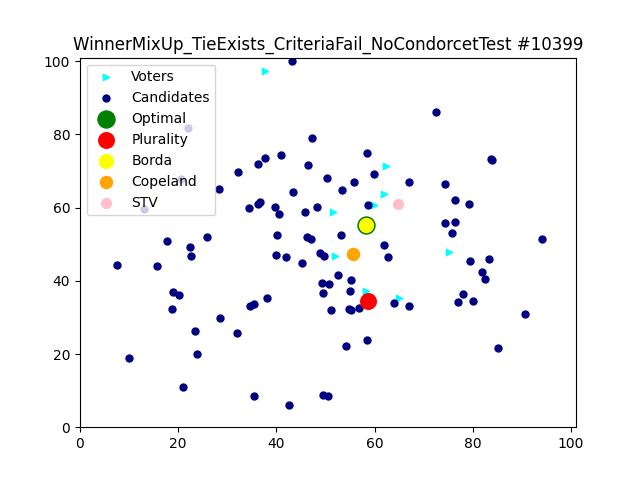 WinnerMixUp_TieExists_CriteriaFail_NoCondorcetTest #10399
Voters
Candidates
Optimal
Plurality
Borda
Copeland
STV
100
80
60
40
20
0
0 20 40 60 80 100